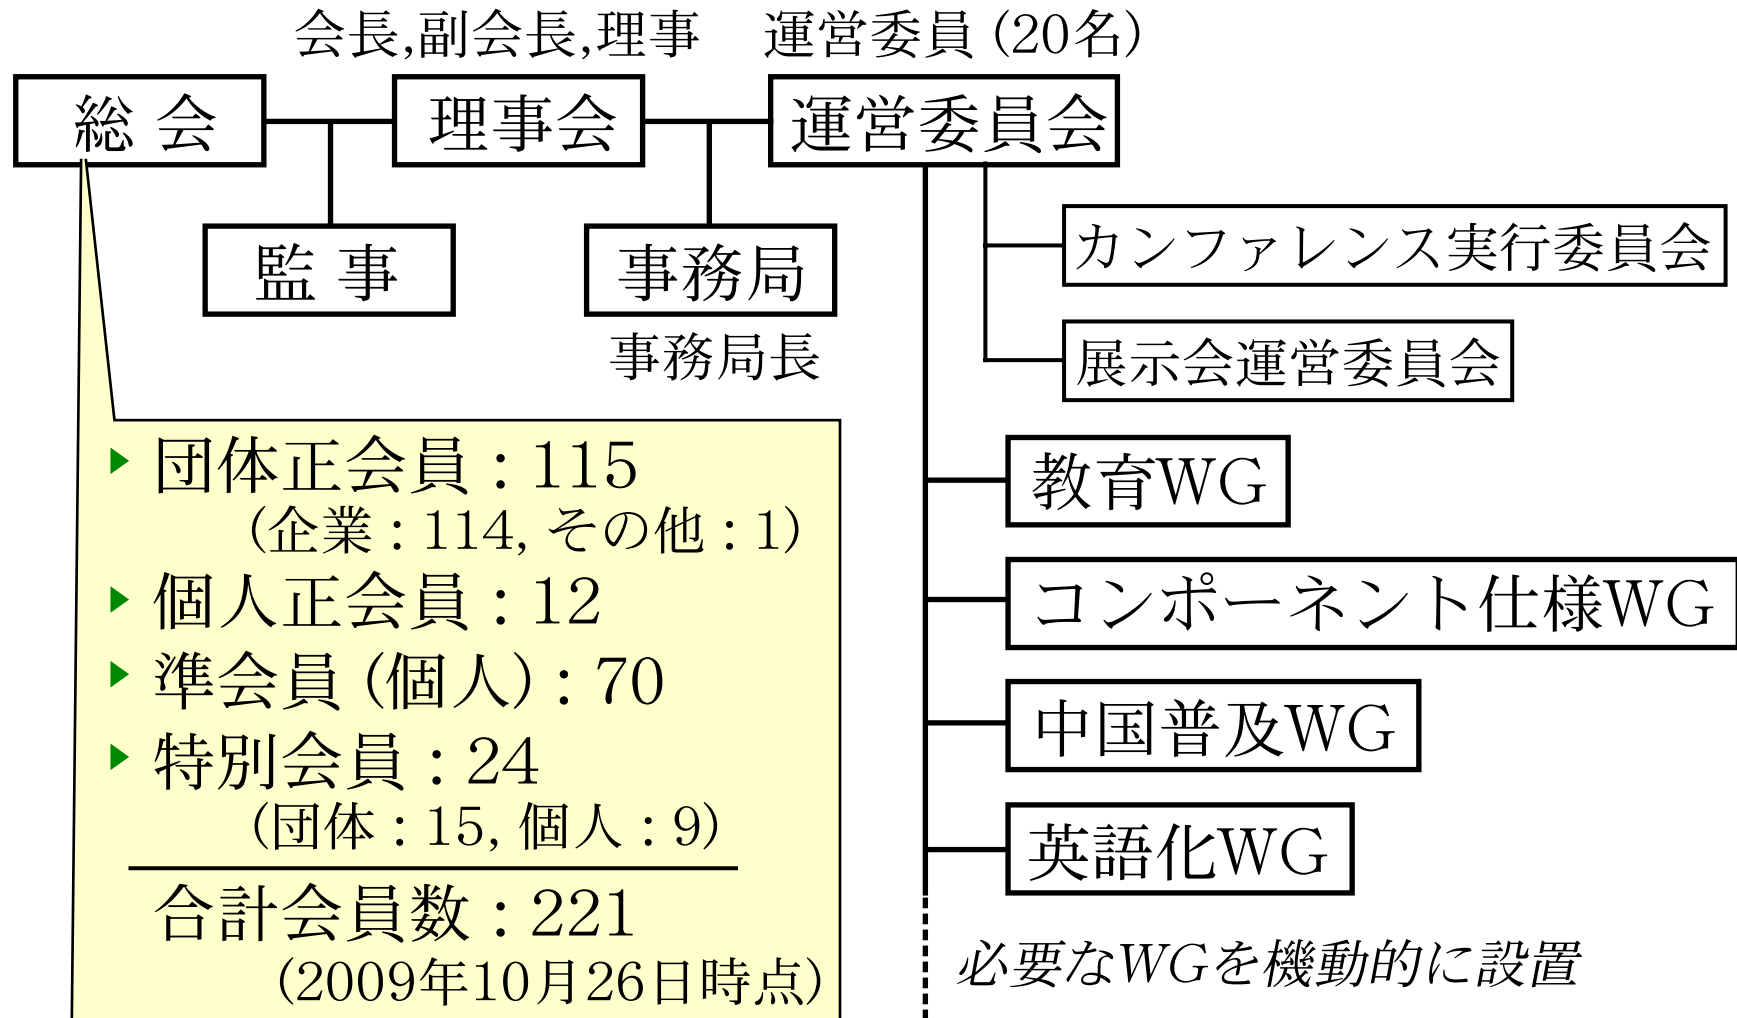 会長,副会長,理事
運営委員(20名)
総 会
理事会
運営委員会
監 事
事務局
事務局長
カンファレンス実行委員会
展示会運営委員会
団体正会員：115
(企業：114, その他：1)
個人正会員：12
準会員(個人)：70
特別会員：24
(団体：15, 個人：9)
合計会員数：221
(2009年10月26日時点)
教育WG
コンポーネント仕様WG
中国普及WG
英語化WG
必要なWGを機動的に設置